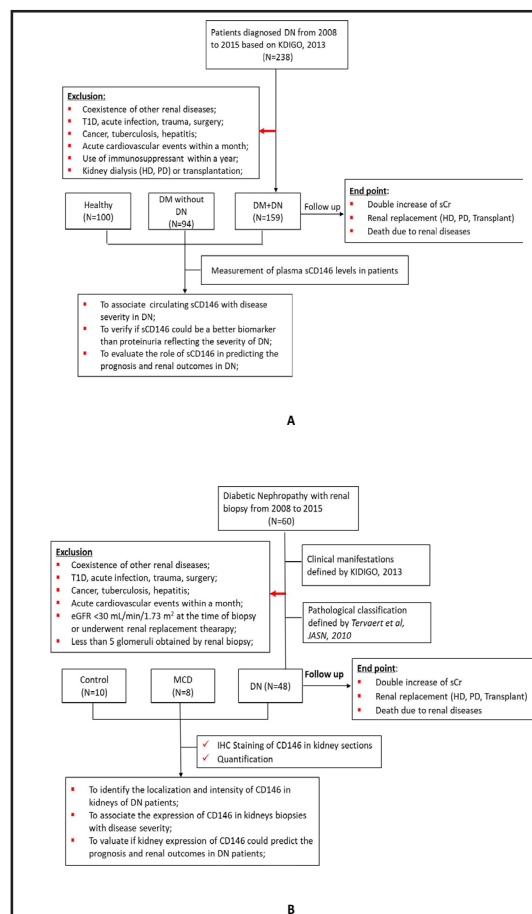 Patients diagnosed DN from 2008
to 2015 based on KDIGO, 2013
(N=238)
Exclusion:
Coexistence of other renal diseases;
T1D, acute infection, trauma, surgery;
Cancer, tuberculosis, hepatitis;
Acute cardiovascular events within a month;
Use of immunosuppressant within a year;
Kidney dialysis (HD, PD) or transplantation;
Healthy
(N=100)
DM without
DN
(N=94)
DM+DN
(N=159)
Follow up
End point:
Double increase of sCr
Renal replacement (HD, PD, Transplant)
Death due to renal diseases
Measurement of plasma sCD146 levels in patients
To associate circulating sCD146 with disease
severity in DN;
To verify if sCD146 could be a better biomarker
than proteinuria reflecting the severity of DN;
To evaluate the role of sCD146 in predicting the
prognosis and renal outcomes in DN;
A
Diabetic Nephropathy with renal
biopsy from 2008 to 2015
(N=60)
Exclusion
Coexistence of other renal diseases;
T1D, acute infection, trauma, surgery;
Cancer, tuberculosis, hepatitis;
Acute cardiovascular events within a month;
eGFR <30 mL/min/1.73 m² at the time of biopsy
or underwent renal replacement thearapy;
Less than 5 glomeruli obtained by renal biopsy;
Clinical manifestations
defined by KIDIGO, 2013
Pathological classification
defined by Tervaert et al,
JASN, 2010
Control
(N=10)
MCD
(N=8)
DN (N=48)
Follow up
End point:
Double increase of sCr
Renal replacement (HD, PD, Transplant)
Death due to renal diseases
IHC Staining of CD146 in kidney sections
Quantification
To identify the localization and intensity of CD146 in
kidneys of DN patients;
To associate the expression of CD146 in kidneys biopsies
with disease severity;
To valuate if kidney expression of CD146 could predict the
prognosis and renal outcomes in DN patients;
B